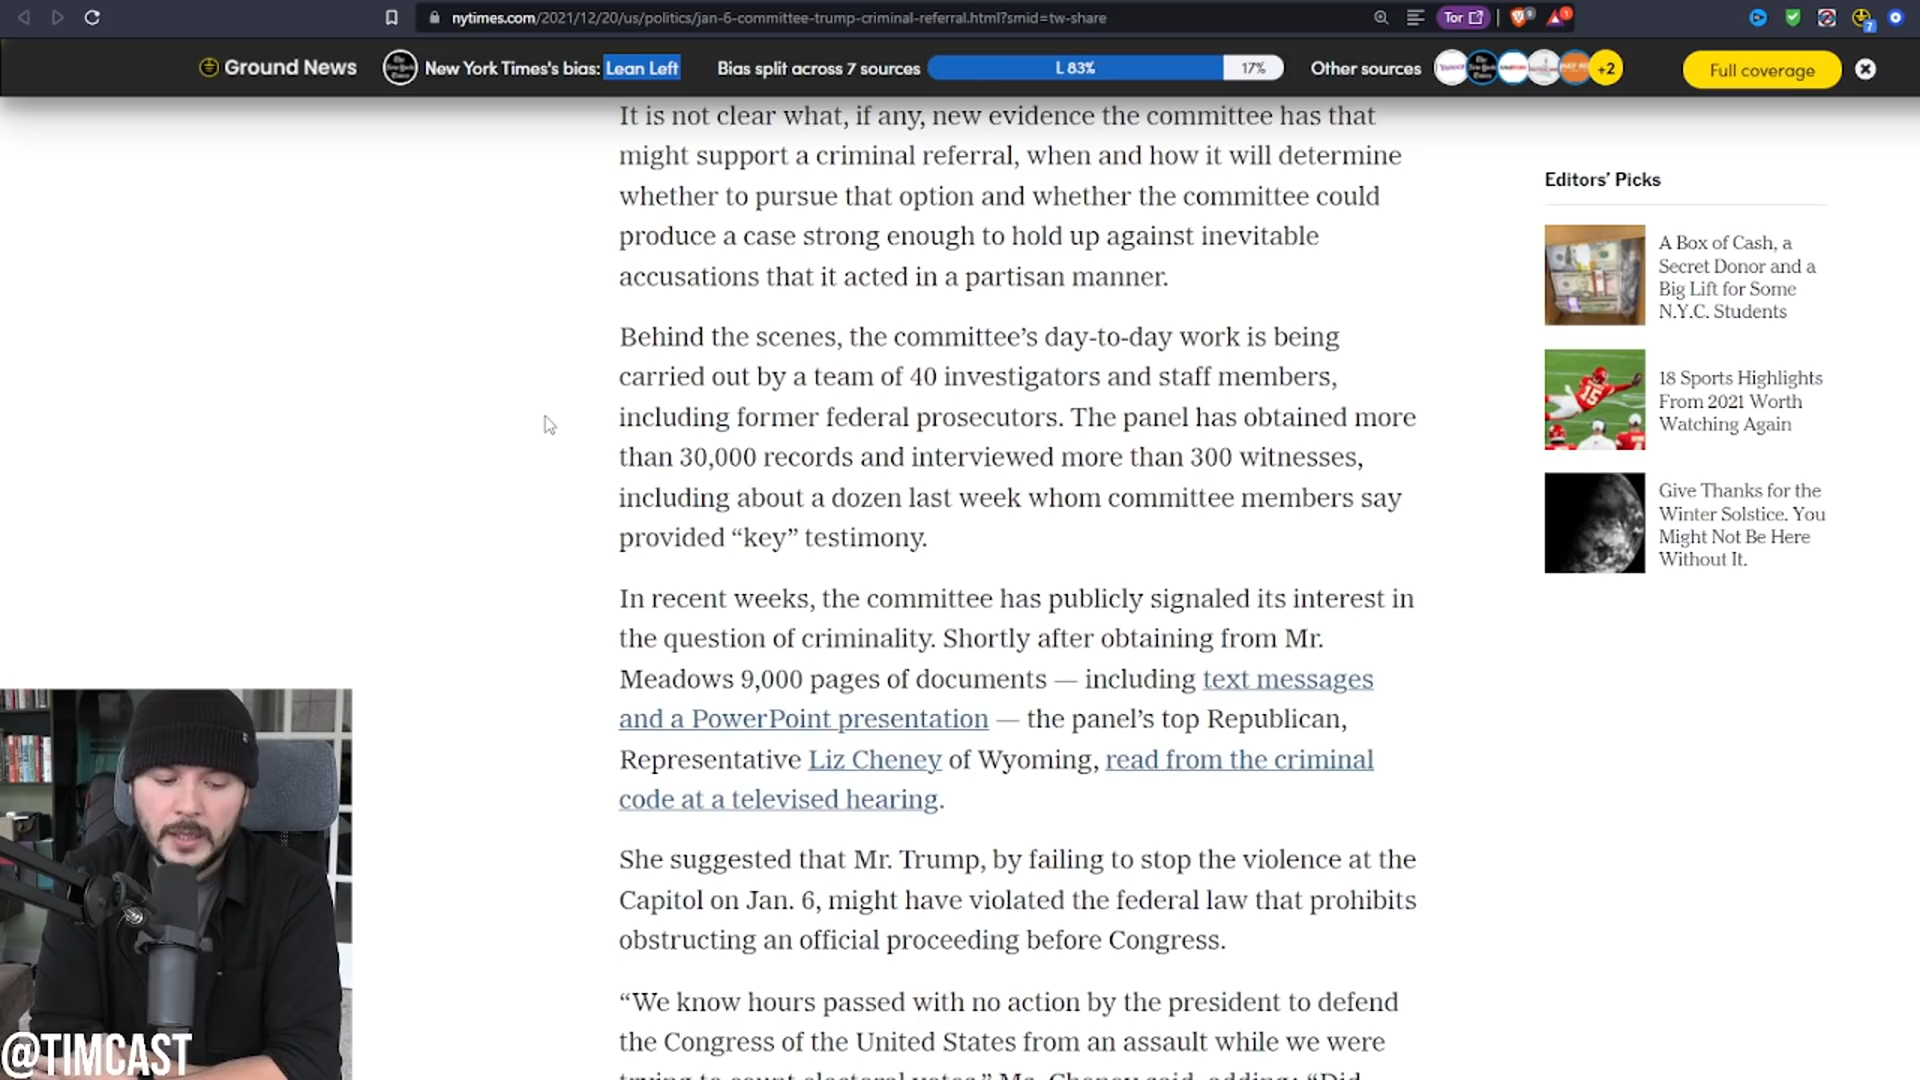 nytimes.com/2021/12/20/us/politics/jan-6-committee-trump-criminal-referral.html?smid=tw-share
Tor
9
1
7
Ground News
New York Times's bias: Lean Left
Bias split across 7 sources
L 83%
17%
Other sources
+2
Full coverage
It is not clear what, if any, new evidence the committee has that
might support a criminal referral, when and how it will determine
whether to pursue that option and whether the committee could
produce a case strong enough to hold up against inevitable
accusations that it acted in a partisan manner.
Behind the scenes, the committee’s day-to-day work is being
carried out by a team of 40 investigators and staff members,
including former federal prosecutors. The panel has obtained more
than 30,000 records and interviewed more than 300 witnesses,
including about a dozen last week whom committee members say
provided “key” testimony.
In recent weeks, the committee has publicly signaled its interest in
the question of criminality. Shortly after obtaining from Mr.
Meadows 9,000 pages of documents — including text messages
and a PowerPoint presentation — the panel’s top Republican,
Representative Liz Cheney of Wyoming, read from the criminal
code at a televised hearing.
She suggested that Mr. Trump, by failing to stop the violence at the
Capitol on Jan. 6, might have violated the federal law that prohibits
obstructing an official proceeding before Congress.
“We know hours passed with no action by the president to defend
the Congress of the United States from an assault while we were
trying to count electoral votes,” Ms. Cheney said, adding: “Did
Editors’ Picks
A Box of Cash, a
Secret Donor and a
Big Lift for Some
N.Y.C. Students
18 Sports Highlights
From 2021 Worth
Watching Again
Give Thanks for the
Winter Solstice. You
Might Not Be Here
Without It.
@TIMCAST